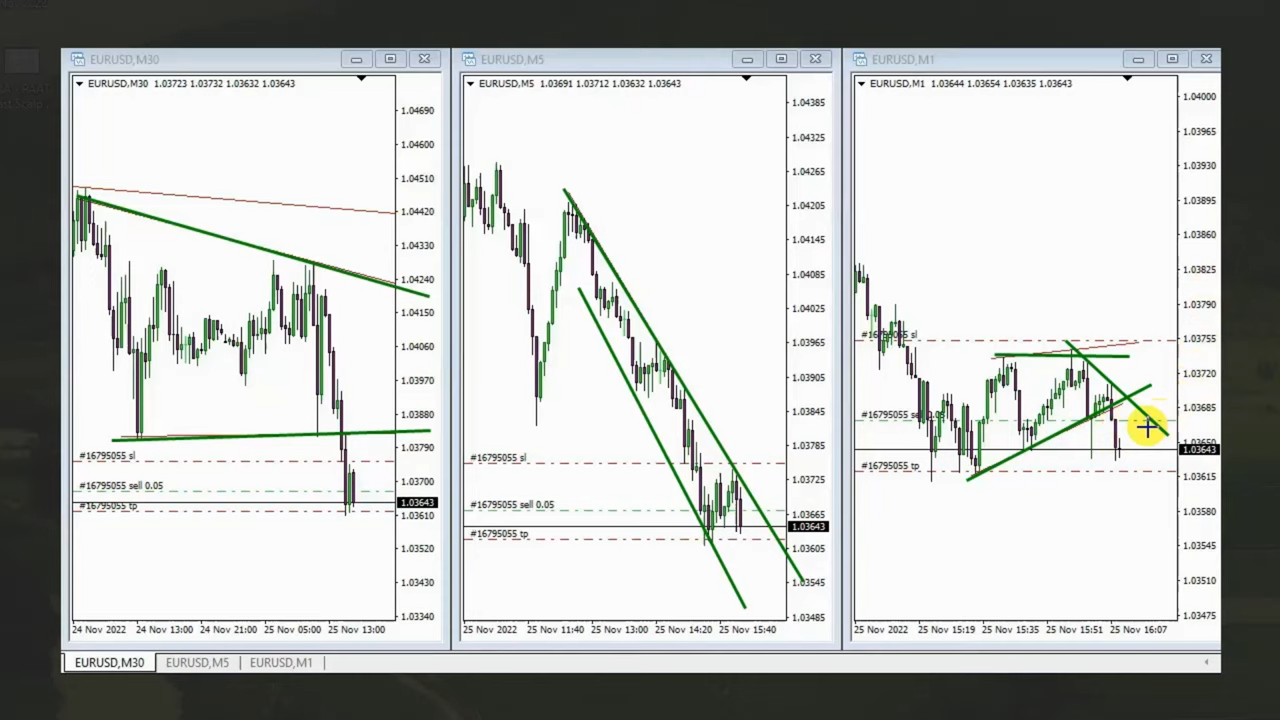 EURUSD,M30
EURUSD,M30 1.03723 1.03732 1.03632 1.03643
1.04690
1.04600
1.04510
1.04420
1.04330
1.04240
1.04150
1.04060
1.03970
1.03880
1.03790
1.03700
1.03643
1.03610
1.03520
1.03430
1.03340
#16795055 sl
#16795055 sell 0.05
#16795055 tp
24 Nov 2022 24 Nov 13:00 24 Nov 21:00 25 Nov 05:00 25 Nov 13:00
EURUSD,M5
EURUSD,M5 1.03691 1.03712 1.03632 1.03643
1.04385
1.04325
1.04265
1.04205
1.04145
1.04085
1.04025
1.03965
1.03905
1.03845
1.03785
1.03725
1.03665
1.03643
1.03605
1.03545
1.03485
#16795055 sl
#16795055 sell 0.05
#16795055 tp
25 Nov 2022 25 Nov 11:40 25 Nov 13:00 25 Nov 14:20 25 Nov 15:40
EURUSD,M1
EURUSD,M1 1.03644 1.03654 1.03635 1.03643
1.04000
1.03965
1.03930
1.03895
1.03860
1.03825
1.03790
1.03755
1.03720
1.03685
1.03650
1.03643
1.03615
1.03580
1.03545
1.03510
1.03475
#16795055 sl
#16795055 sell 0.05
#16795055 tp
25 Nov 2022 25 Nov 15:19 25 Nov 15:35 25 Nov 15:51 25 Nov 16:07
EURUSD,M30 EURUSD,M5 EURUSD,M1